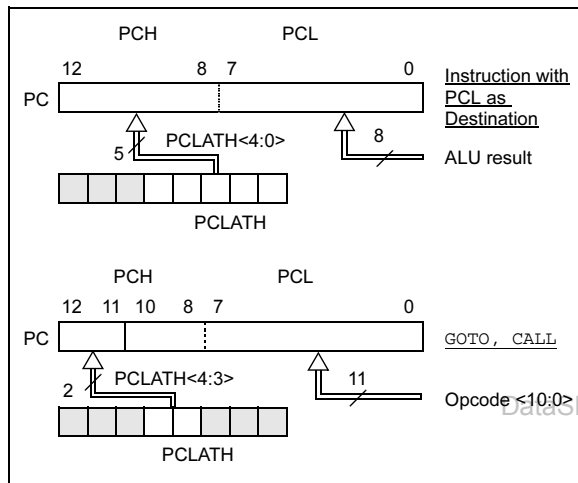 PCH PCL
12 8 7 0
PC
Instruction with
PCL as
Destination
5 PCLATH<4:0> 8
ALU result
PCLATH
PCH PCL
12 11 10 8 7 0
PC GOTO, CALL
2 PCLATH<4:3> 11
Opcode <10:0>
PCLATH